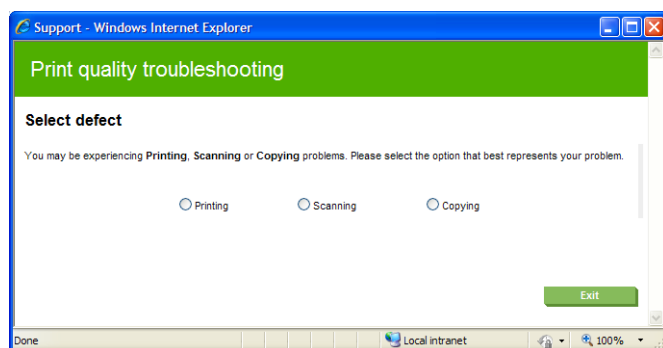 Support - Windows Internet Explorer
Print quality troubleshooting
Select defect
You may be experiencing Printing, Scanning or Copying problems. Please select the option that best represents your problem.
Printing Scanning Copying
Exit
Done Local intranet 100%